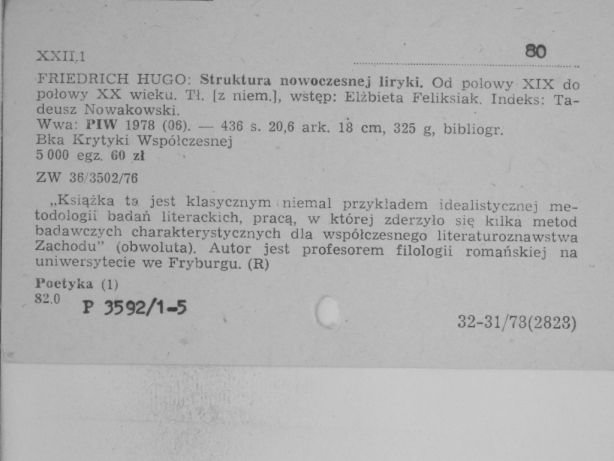 XXII.1
80
FRIEDRICH HUGO: Struktura nowoczesnej liryki. Od połowy XIX do
połowy XX wieku. Tł. [z niem.], wstęp: Elżbieta Feliksiak. Indeks: Ta-
deusz Nowakowski.
Wwa: PIW 1978 (06). — 436 s. 20,6 ark. 18 cm, 325 g, bibliogr.
Bka Krytyki Współczesnej
5 000 egz. 60 zł
ZW 36/3502/76
„Książka ta jest klasycznym niemal przykładem idealistycznej me-
todologii badań literackich, pracą, w której zderzyło się kilka metod
badawczych charakterystycznych dla współczesnego literaturoznawstwa
Zachodu” (obwoluta). Autor jest profesorem filologii romańskiej na
uniwersytecie we Fryburgu. (R)
Poetyka (1)
82.0
P 3592/1-5
32-31/78(2823)